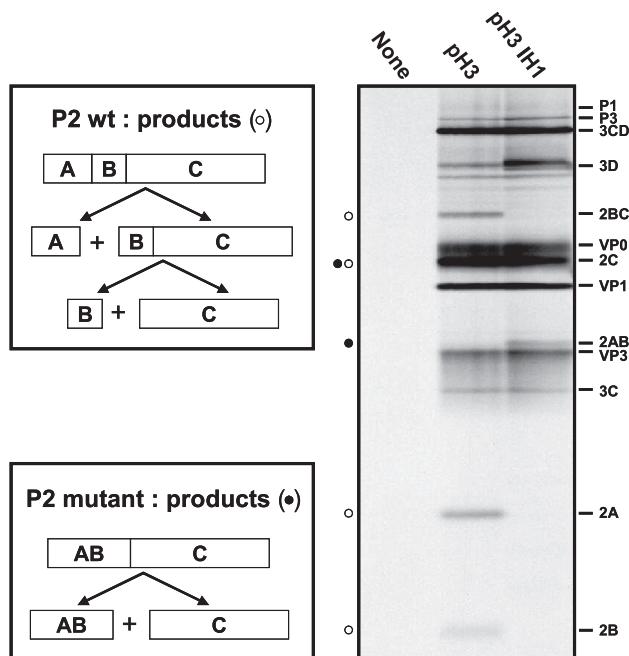 None
pH3
pH3 IH1
P2 wt : products (○)
A B C
A + B C
B + C
P2 mutant : products (●)
AB C
AB + C
P1
P3
3CD
3D
2BC
VP0
2C
VP1
2AB
VP3
3C
2A
2B